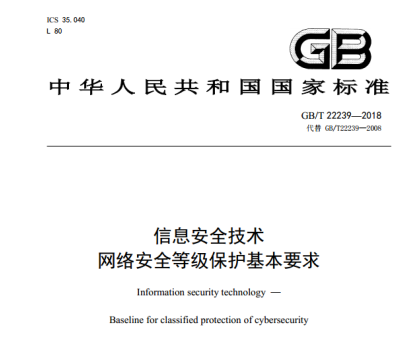 ICS 35.040
L 80
GB
中华人民共和国国家标准
GB/T 22239—2018
代替 GB/T22239—2008
信息安全技术
网络安全等级保护基本要求
Information security technology —
Baseline for classified protection of cybersecurity